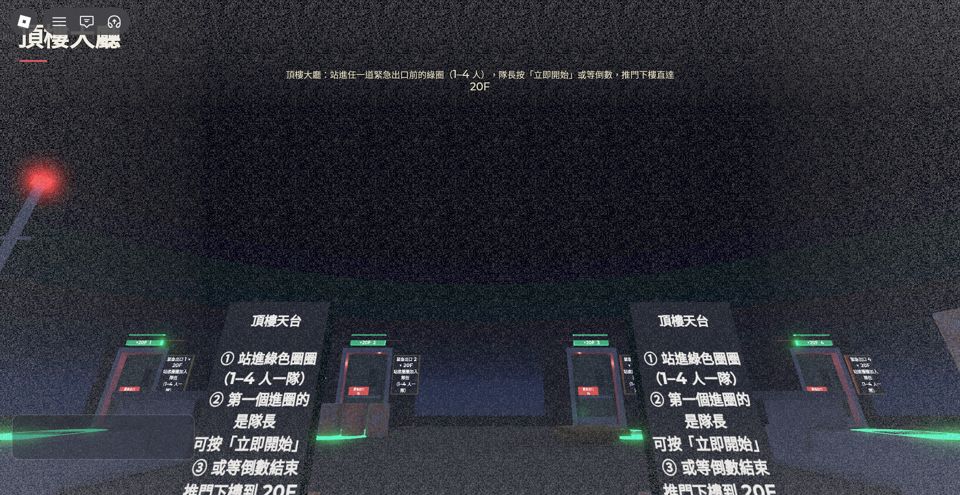 頂樓大廳
頂樓大廳：站進任一道緊急出口前的綠圈（1–4 人），隊長按「立即開始」或等倒數，推門下樓直達
20F
頂樓天台
① 站進綠色圈圈
（1–4 人一隊）
② 第一個進圈的
是隊長
可按「立即開始」
③ 或等倒數結束
推門下樓到 20F
頂樓天台
① 站進綠色圈圈
（1–4 人一隊）
② 第一個進圈的
是隊長
可按「立即開始」
③ 或等倒數結束
推門下樓到 20F